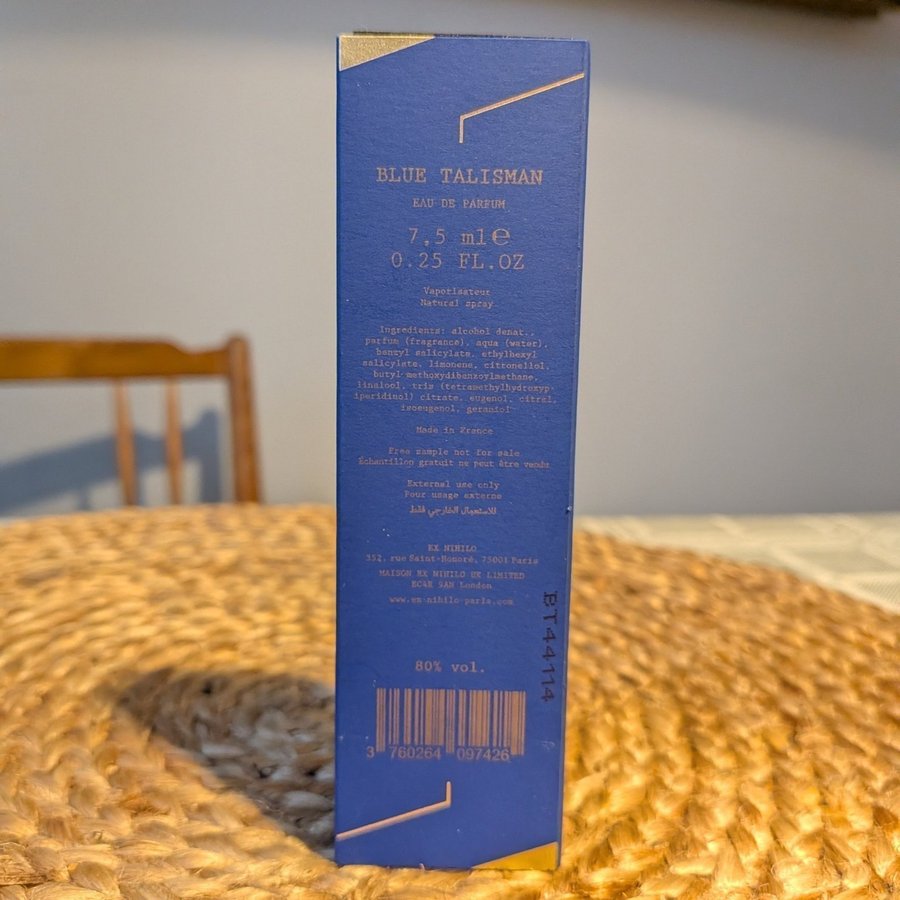 BLUE TALISMAN
EAU DE PARFUM
7,5 ml℮
0.25 FL.OZ
Vaporisateur
Natural spray
Ingredients: alcohol denat.,
parfum (fragrance), aqua (water),
benzyl salicylate, ethylhexyl
salicylate, limonene, citronellol,
butyl methoxydibenzoylmethane,
linalool, tris (tetramethylhydroxyp-
iperidinol) citrate, eugenol, citral,
isoeugenol, geraniol
Made in France
Free sample not for sale
Échantillon gratuit ne peut être vendu
External use only
Pour usage externe
للاستعمال الخارجي فقط
EX NIHILO
352, rue Saint-Honoré, 75001 Paris
MAISON EX NIHILO UK LIMITED
EC4R 9AN London
www.ex-nihilo-paris.com
BT44114
80% vol.
3 760264 097426